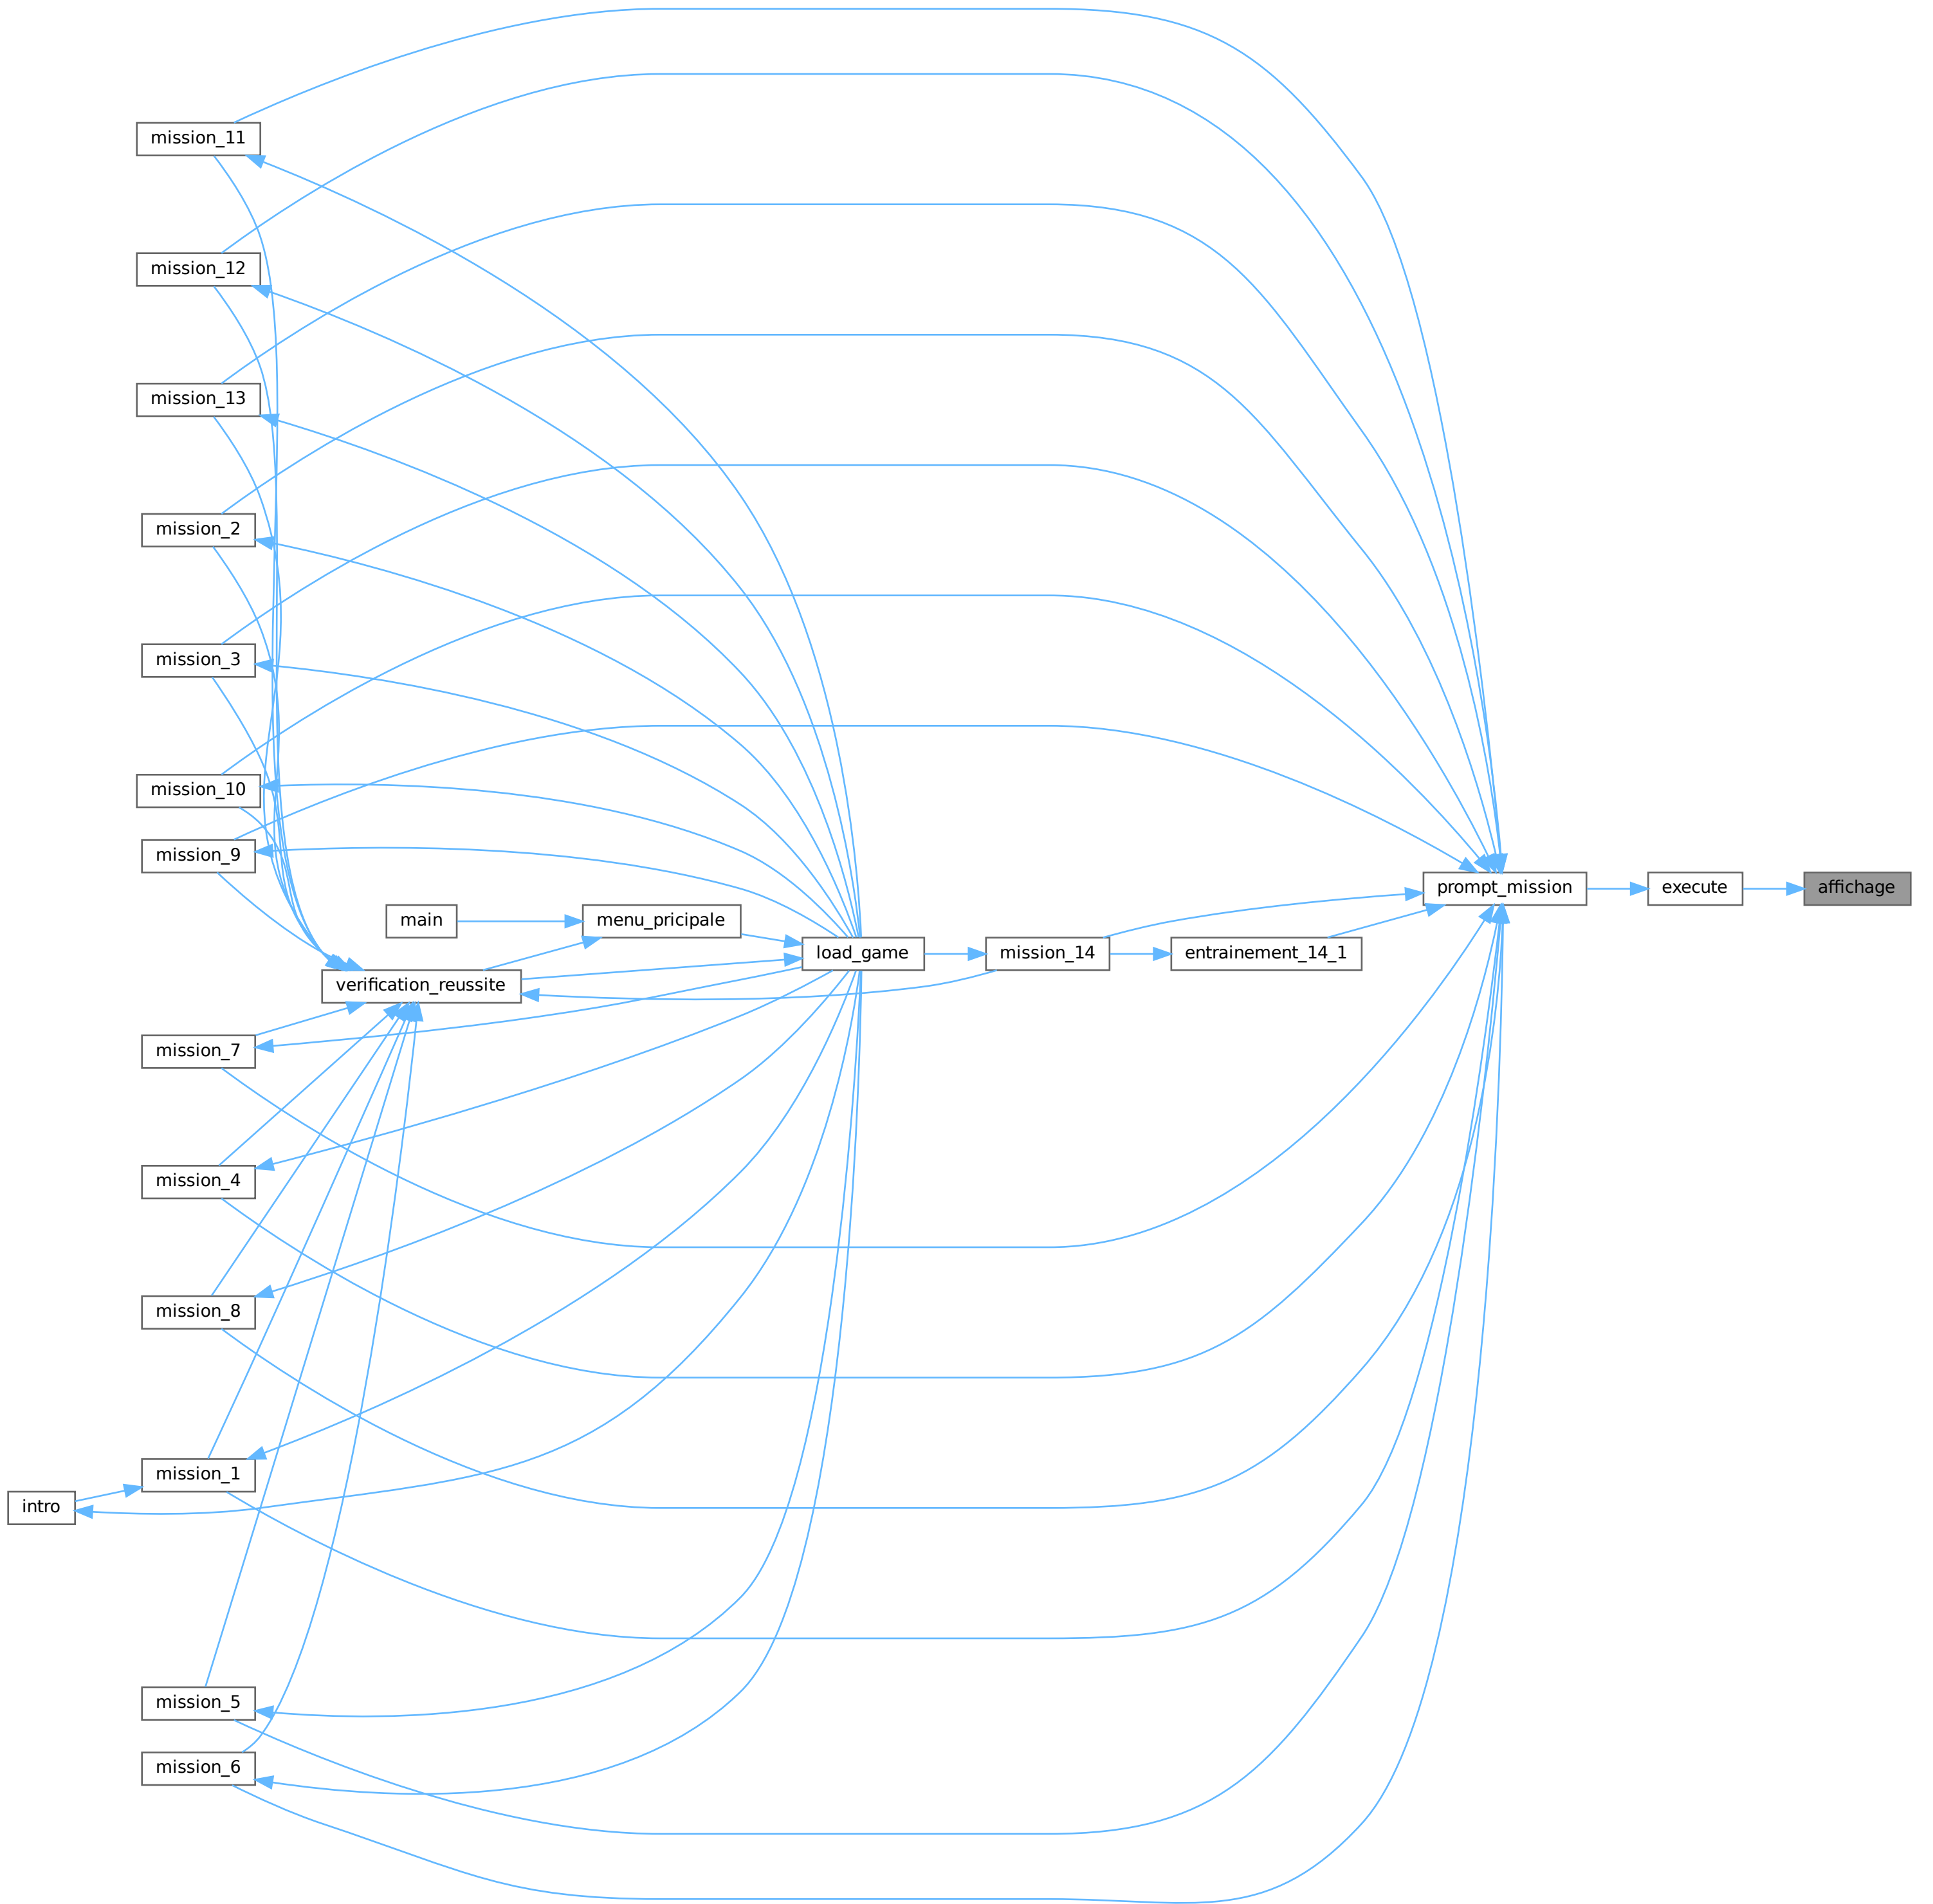 mission_11
mission_12
mission_13
mission_2
mission_3
mission_10
mission_9
prompt_mission
execute
affichage
main
menu_pricipale
load_game
mission_14
entrainement_14_1
verification_reussite
mission_7
mission_4
mission_8
mission_1
intro
mission_5
mission_6